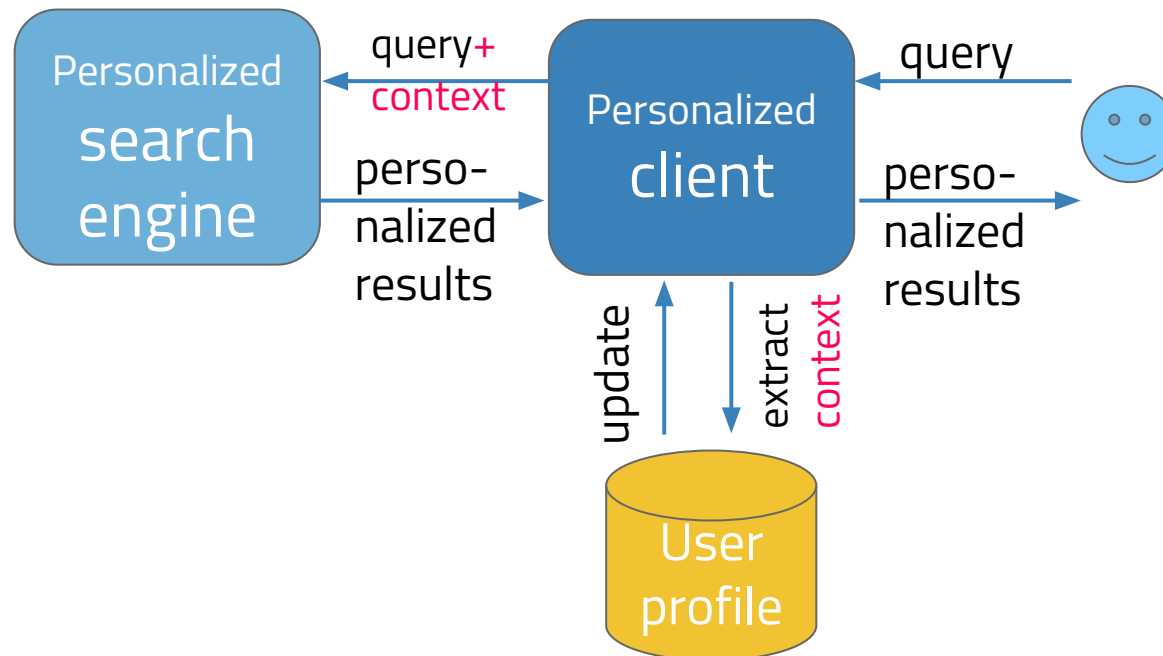 Personalized
search
engine
query+
context
perso-
nalized
results
Personalized
client
query
perso-
nalized
results
update
extract
context
User
profile